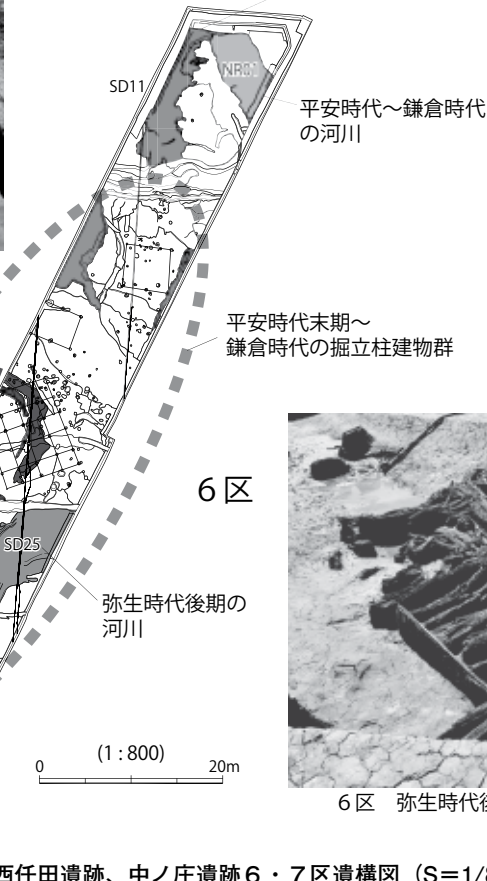 SD11
NR01
平安時代〜鎌倉時代
の河川
平安時代末期〜
鎌倉時代の掘立柱建物群
6区
SD25
弥生時代後期の
河川
(1:800)
0 20m
6区 弥生時代後
西任田遺跡、中ノ庄遺跡6・7区遺構図(S=1/8